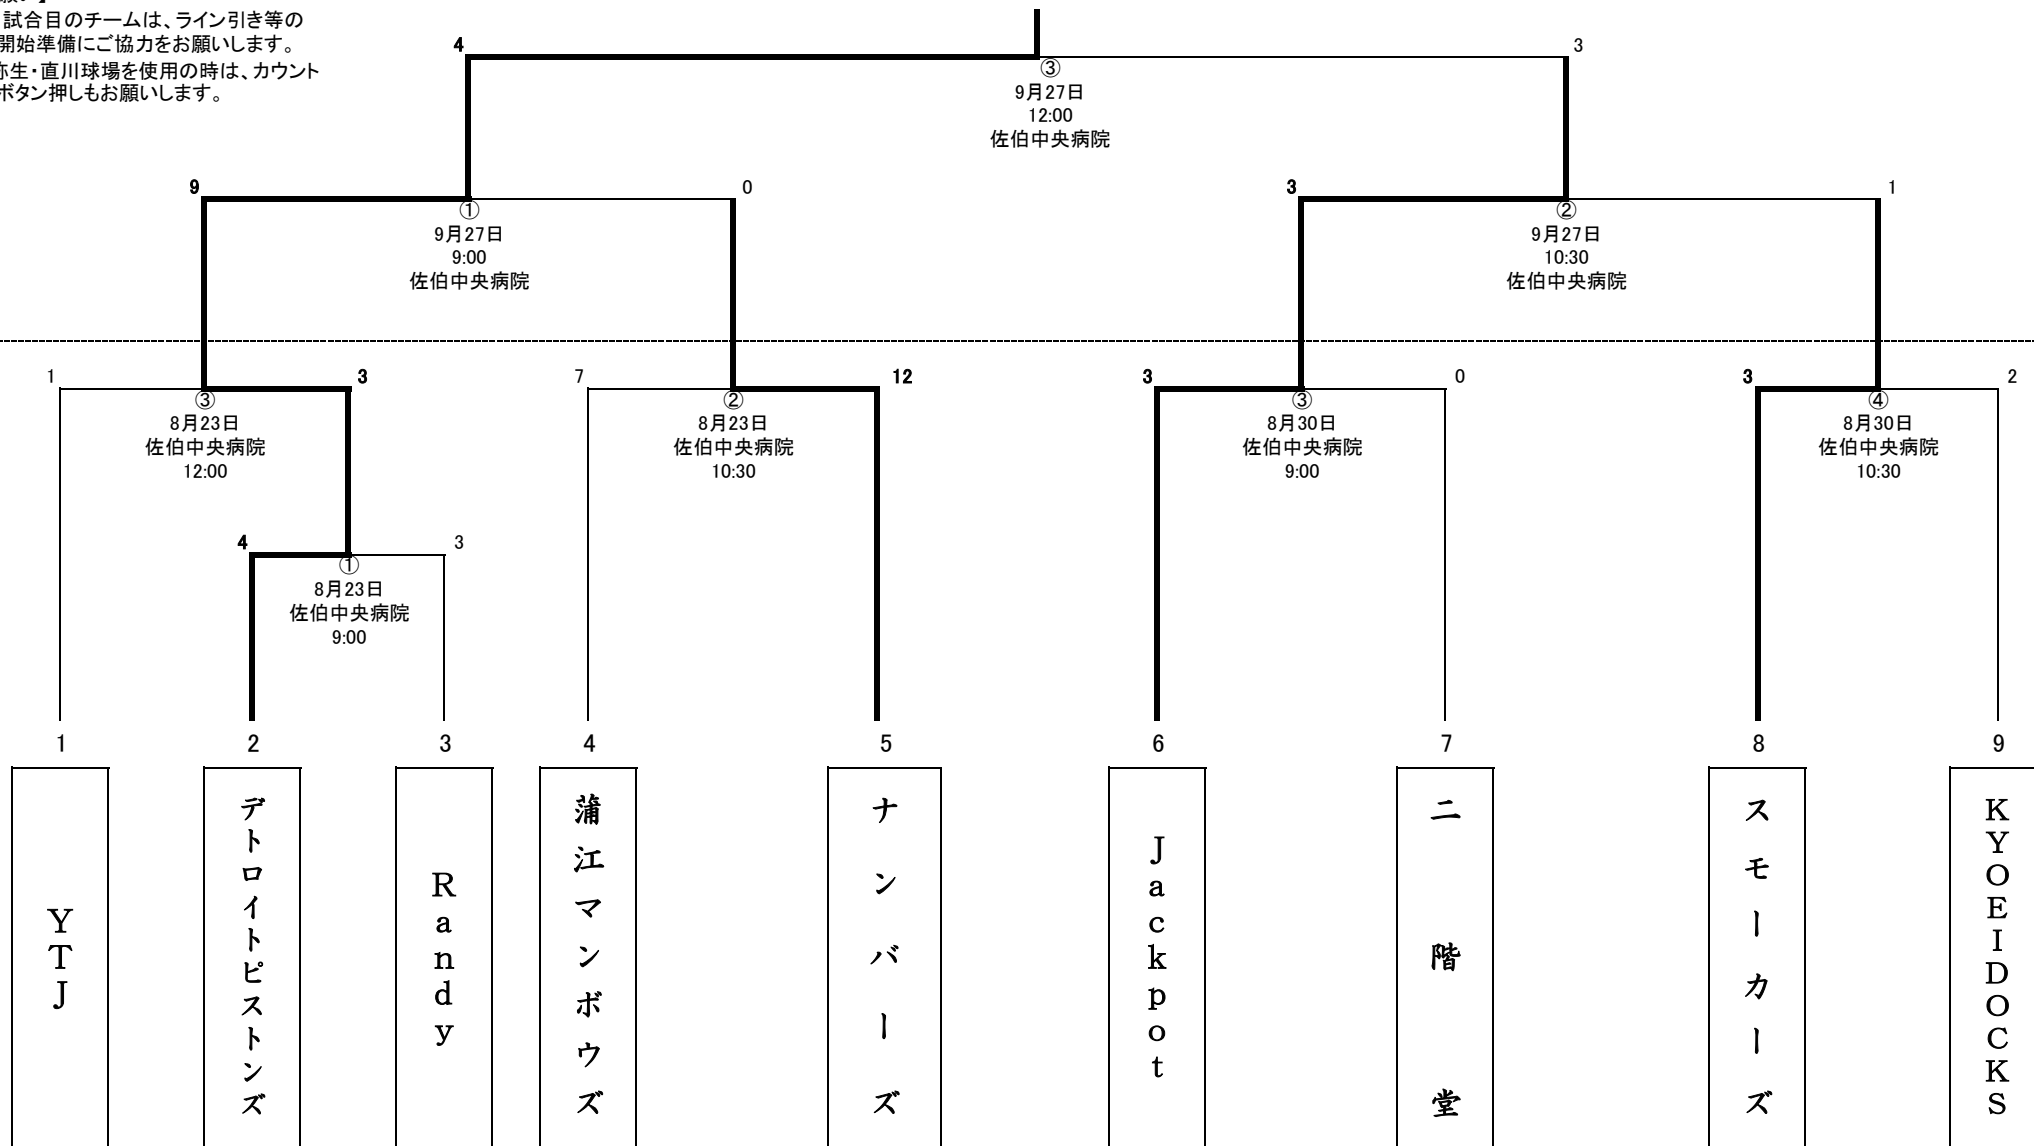 試合目のチームは、ライン引き等の
開始準備にご協力をお願いします。
弥生・直川球場を使用の時は、カウント
ボタン押しもお願いします。
4
3
③
9月27日
12:00
佐伯中央病院
9
0
3
1
①
9月27日
9:00
佐伯中央病院
②
9月27日
10:30
佐伯中央病院
1
3
7
12
3
0
3
2
③
8月23日
佐伯中央病院
12:00
②
8月23日
佐伯中央病院
10:30
③
8月30日
佐伯中央病院
9:00
④
8月30日
佐伯中央病院
10:30
4
3
①
8月23日
佐伯中央病院
9:00
1
2
3
4
5
6
7
8
9
YTJ
デトロイトピストンズ
Randy
蒲江マンボウズ
ナンバーズ
Jackpot
二階堂
スモーカーズ
KYOEIDOCKS